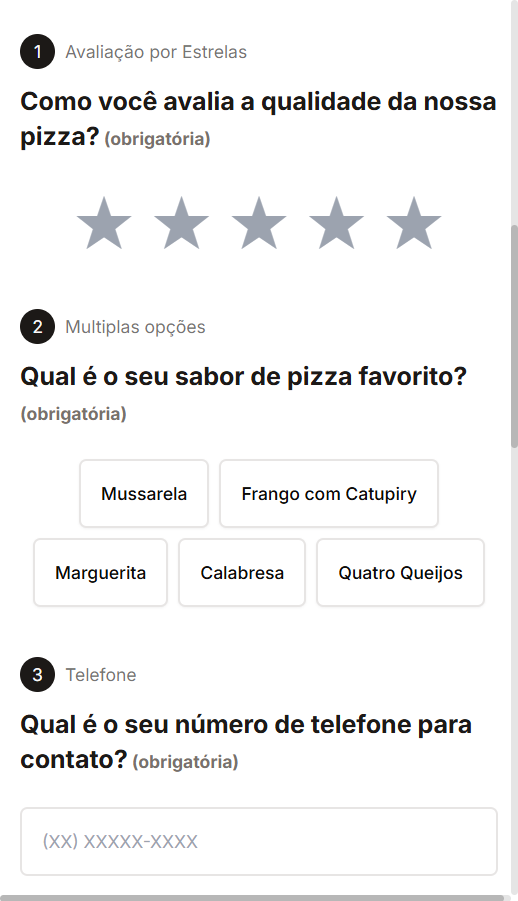 1 Avaliação por Estrelas
Como você avalia a qualidade da nossa
pizza? (obrigatória)
2 Multiplas opções
Qual é o seu sabor de pizza favorito?
(obrigatória)
Mussarela Frango com Catupiry
Marguerita Calabresa Quatro Queijos
3 Telefone
Qual é o seu número de telefone para
contato? (obrigatória)
(XX) XXXXX-XXXX